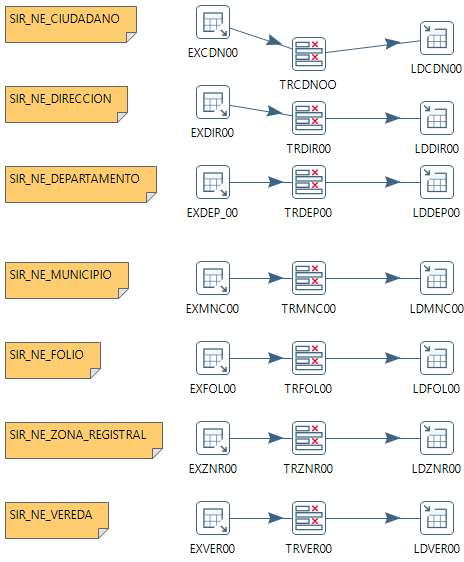 SIR_NE_CIUDADANO
EXCDN00
TRCDNOO
LDCDN00
SIR_NE_DIRECCION
EXDIR00
TRDIR00
LDDIR00
SIR_NE_DEPARTAMENTO
EXDEP_00
TRDEP00
LDDEP00
SIR_NE_MUNICIPIO
EXMNC00
TRMNC00
LDMNC00
SIR_NE_FOLIO
EXFOL00
TRFOL00
LDFOL00
SIR_NE_ZONA_REGISTRAL
EXZNR00
TRZNR00
LDZNR00
SIR_NE_VEREDA
EXVER00
TRVER00
LDVER00